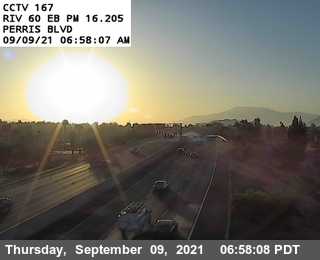 CCTV 167
RIV 60 EB PM 16.205
PERRIS BLVD
09/09/21 06:58:07 AM
Thursday, September 09, 2021 06:58:08 PDT